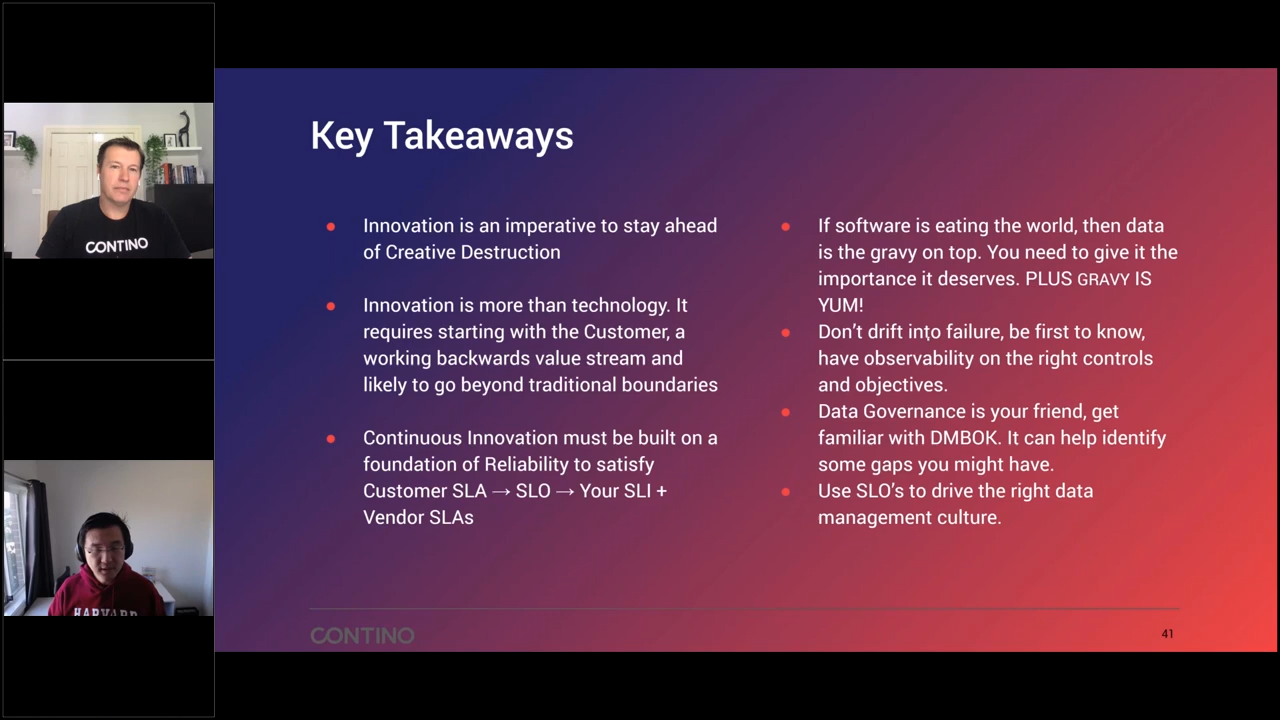 CONTINO
HARVARD
Key Takeaways
Innovation is an imperative to stay ahead
of Creative Destruction
Innovation is more than technology. It
requires starting with the Customer, a
working backwards value stream and
likely to go beyond traditional boundaries
Continuous Innovation must be built on a
foundation of Reliability to satisfy
Customer SLA → SLO → Your SLI +
Vendor SLAs
If software is eating the world, then data
is the gravy on top. You need to give it the
importance it deserves. PLUS GRAVY IS
YUM!
Don't drift into failure, be first to know,
have observability on the right controls
and objectives.
Data Governance is your friend, get
familiar with DMBOK. It can help identify
some gaps you might have.
Use SLO's to drive the right data
management culture.
CONTINO
41